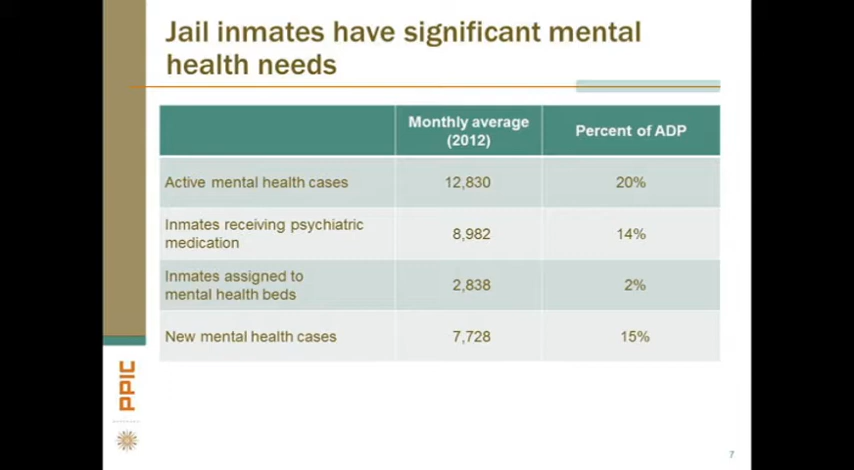 Jail inmates have significant mental
health needs
Monthly average
(2012)
Percent of ADP
Active mental health cases
12,830
20%
Inmates receiving psychiatric
medication
8,982
14%
Inmates assigned to
mental health beds
2,838
2%
New mental health cases
7,728
15%
PPIC
7